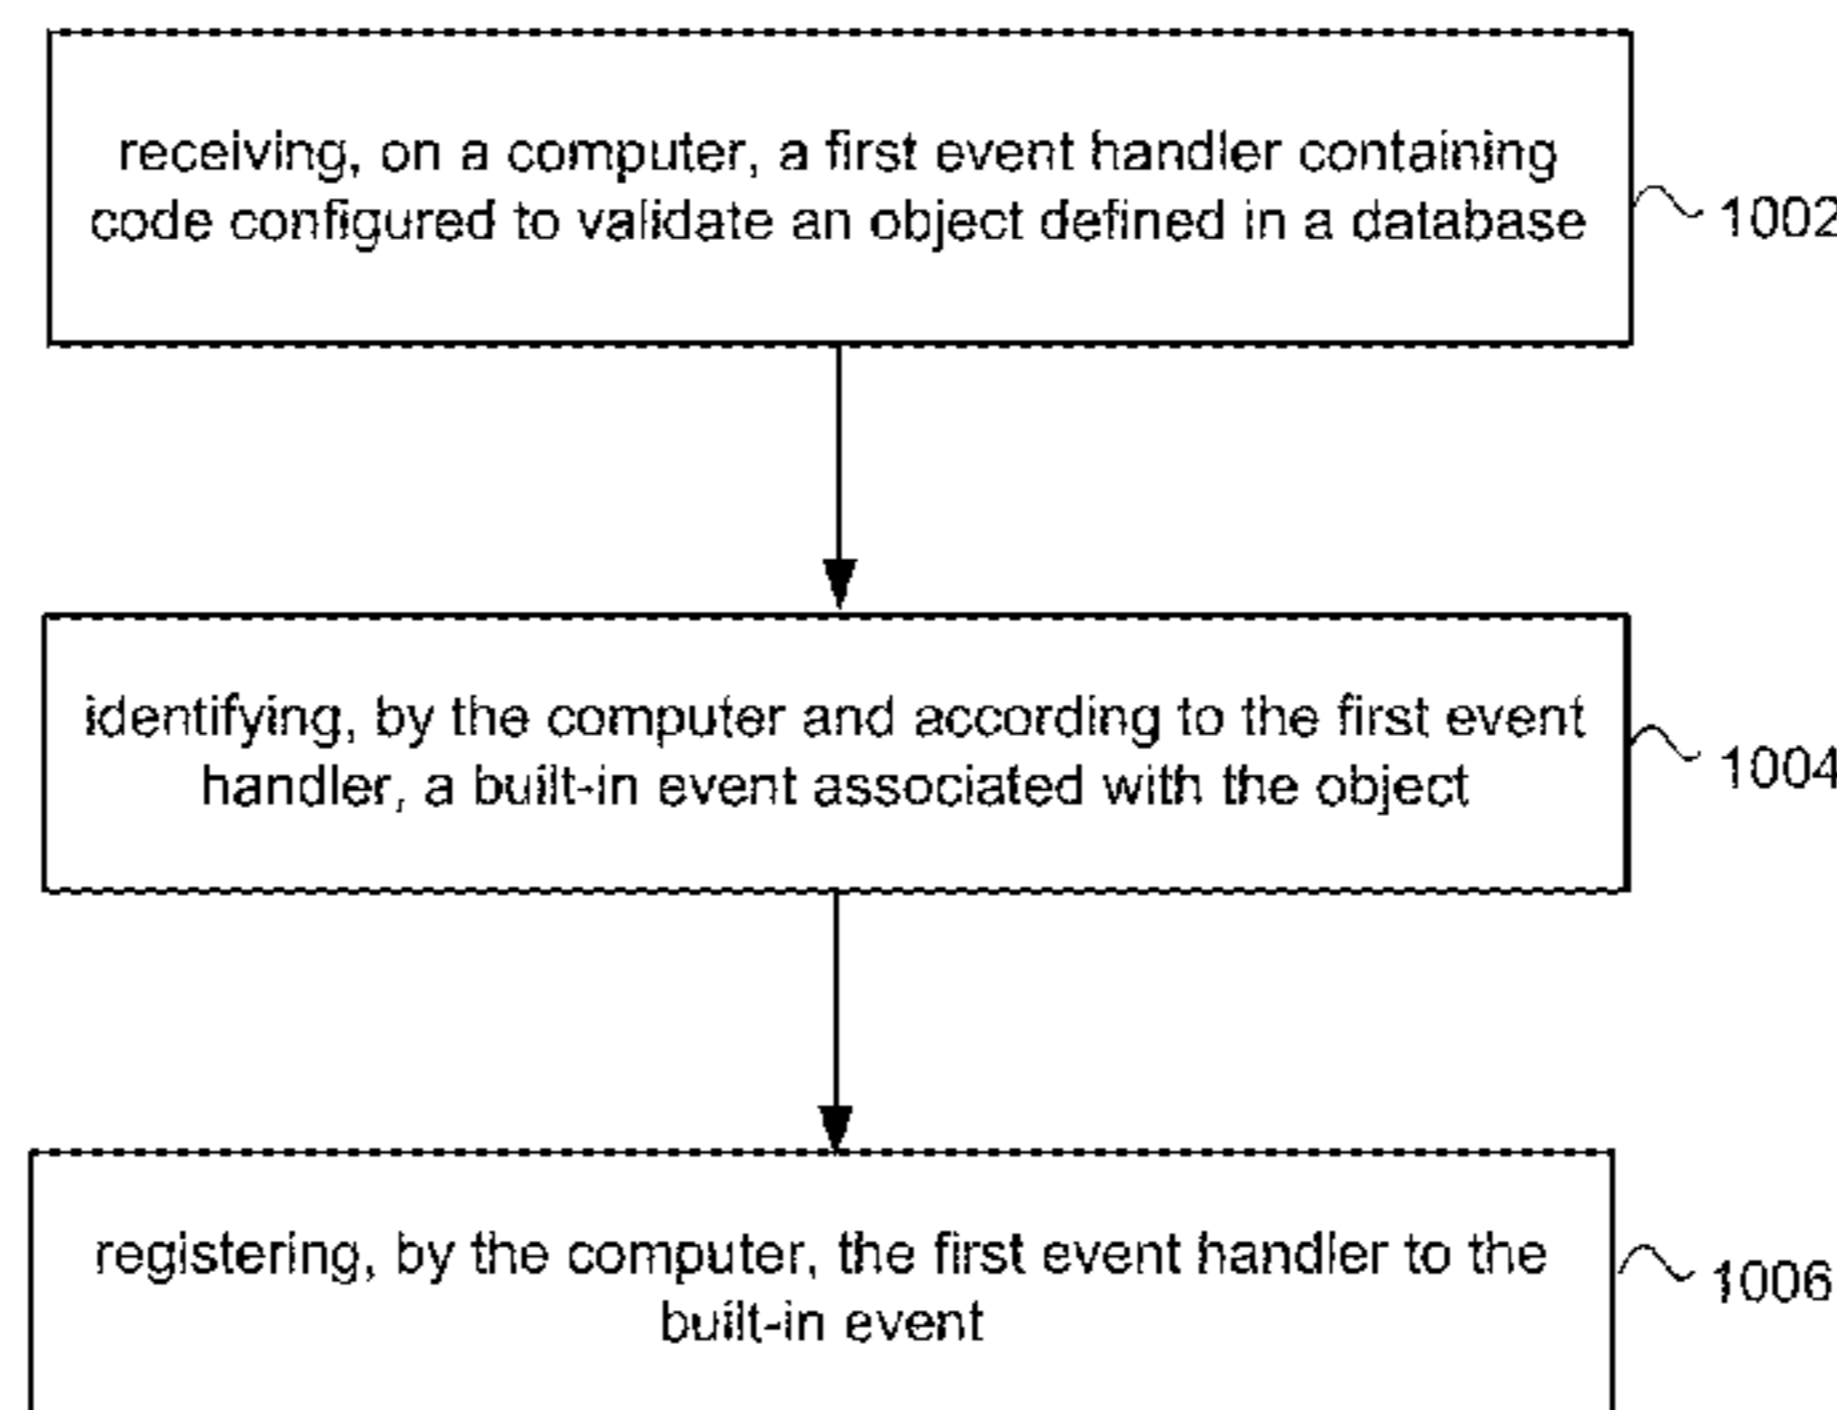 receiving, on a computer, a first event handler containing
code configured to validate an object defined in a database
1002
identifying, by the computer and according to the first event
handler, a built-in event associated with the object
1004
registering, by the computer, the first event handler to the
built-in event
1006